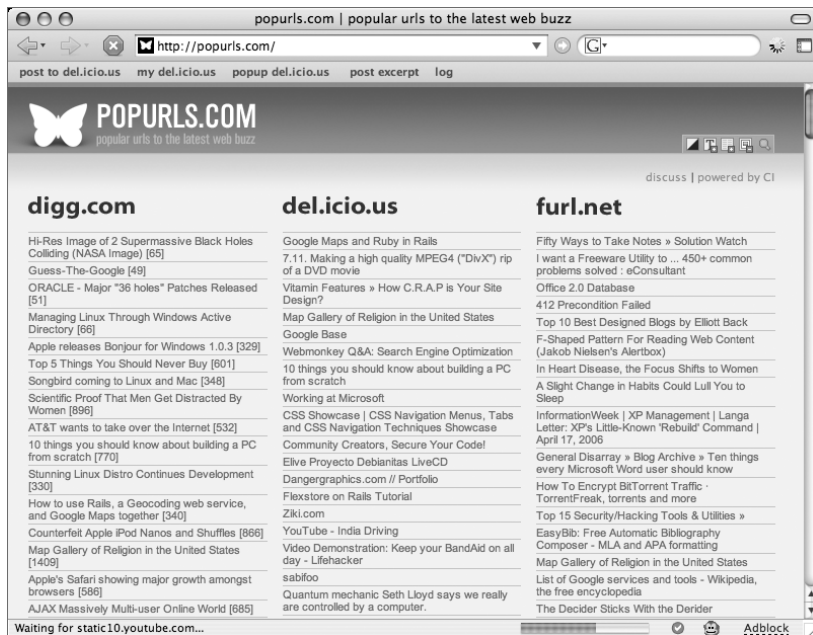 popurls.com | popular urls to the latest web buzz
http://popurls.com/
G
post to del.icio.us my del.icio.us popup del.icio.us post excerpt log
POPURLS.COM
popular urls to the latest web buzz
T
discuss | powered by CI
digg.com
Hi-Res Image of 2 Supermassive Black Holes
Colliding (NASA Image) [65]
Guess-The-Google [49]
ORACLE - Major "36 holes" Patches Released
[51]
Managing Linux Through Windows Active
Directory [66]
Apple releases Bonjour for Windows 1.0.3 [329]
Top 5 Things You Should Never Buy [601]
Songbird coming to Linux and Mac [348]
Scientific Proof That Men Get Distracted By
Women [896]
AT&T wants to take over the Internet [532]
10 things you should know about building a PC
from scratch [770]
Stunning Linux Distro Continues Development
[330]
How to use Rails, a Geocoding web service,
and Google Maps together [340]
Counterfeit Apple iPod Nanos and Shuffles [866]
Map Gallery of Religion in the United States
[1409]
Apple's Safari showing major growth amongst
browsers [586]
AJAX Massively Multi-user Online World [685]
del.icio.us
Google Maps and Ruby in Rails
7.11. Making a high quality MPEG4 ("DivX") rip
of a DVD movie
Vitamin Features » How C.R.A.P is Your Site
Design?
Map Gallery of Religion in the United States
Google Base
Webmonkey Q&A: Search Engine Optimization
10 things you should know about building a PC
from scratch
Working at Microsoft
CSS Showcase | CSS Navigation Menus, Tabs
and CSS Navigation Techniques Showcase
Community Creators, Secure Your Code!
Elive Proyecto Debianitas LiveCD
Dangergraphics.com // Portfolio
Flexstore on Rails Tutorial
Ziki.com
YouTube - India Driving
Video Demonstration: Keep your BandAid on all
day - Lifehacker
sabifoo
Quantum mechanic Seth Lloyd says we really
are controlled by a computer.
furl.net
Fifty Ways to Take Notes » Solution Watch
I want a Freeware Utility to ... 450+ common
problems solved : eConsultant
Office 2.0 Database
412 Precondition Failed
Top 10 Best Designed Blogs by Elliott Back
F-Shaped Pattern For Reading Web Content
(Jakob Nielsen's Alertbox)
In Heart Disease, the Focus Shifts to Women
A Slight Change in Habits Could Lull You to
Sleep
InformationWeek | XP Management | Langa
Letter: XP's Little-Known 'Rebuild' Command |
April 17, 2006
General Disarray » Blog Archive » Ten things
every Microsoft Word user should know
How To Encrypt BitTorrent Traffic ·
TorrentFreak, torrents and more
Top 15 Security/Hacking Tools & Utilities »
EasyBib: Free Automatic Bibliography
Composer - MLA and APA formatting
Map Gallery of Religion in the United States
List of Google services and tools - Wikipedia,
the free encyclopedia
The Decider Sticks With the Derider
Waiting for static10.youtube.com... Adblock